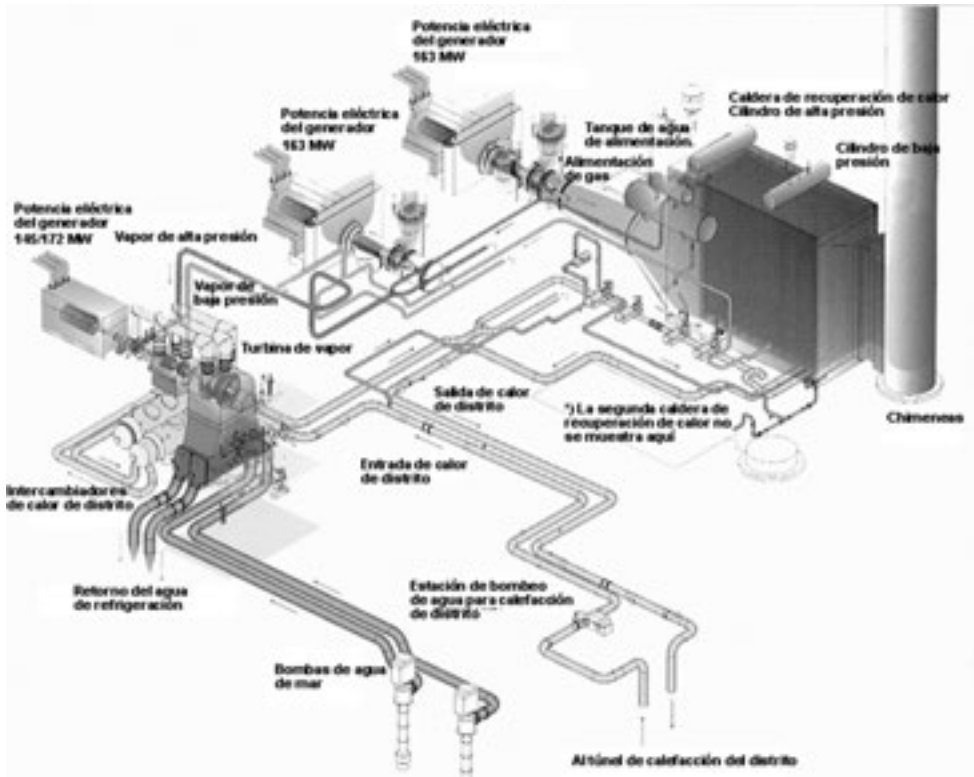 Potencia eléctrica
del generador
163 MW
Potencia eléctrica
del generador
163 MW
Potencia eléctrica
del generador
145/172 MW
Vapor de alta presión
Vapor de
baja presión
Turbina de vapor
Tanque de agua
de alimentación.
Alimentación
de gas
Caldera de recuperación de calor
Cilindro de alta presión
Cilindro de baja
presión
Chimeneas
Salida de calor
de distrito
*) La segunda caldera de
recuperación de calor no
se muestra aquí
Entrada de calor
de distrito
Intercambiadores
de calor de distrito
Retorno del agua
de refrigeración
Estación de bombeo
de agua para calefacción
de distrito
Bombas de agua
de mar
Al túnel de calefacción del distrito